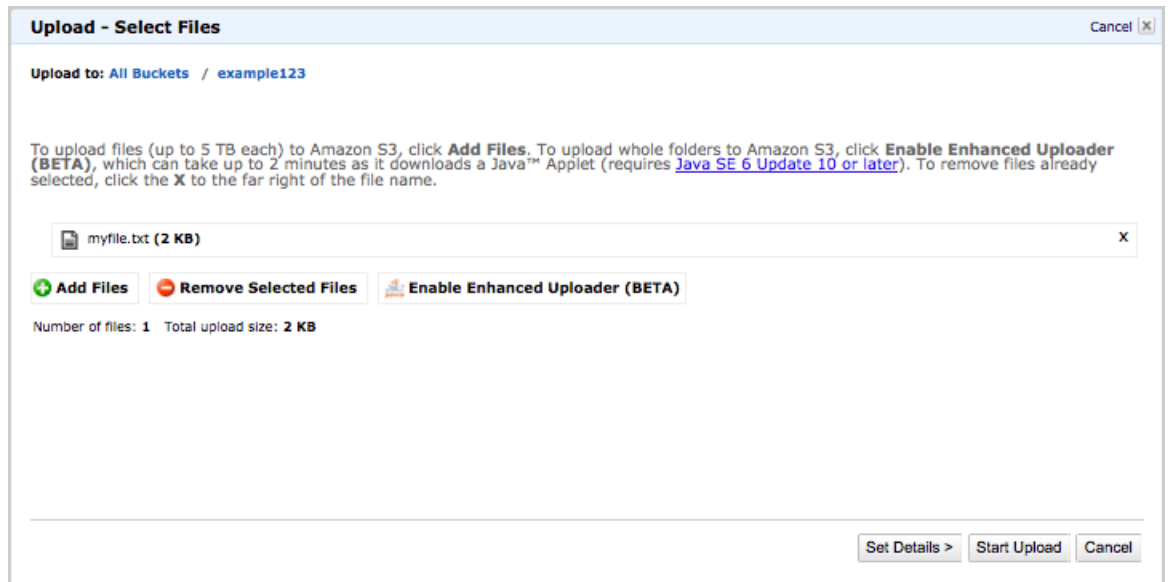 Upload - Select Files
Cancel X
Upload to: All Buckets / example123
To upload files (up to 5 TB each) to Amazon S3, click Add Files. To upload whole folders to Amazon S3, click Enable Enhanced Uploader
(BETA), which can take up to 2 minutes as it downloads a Java™ Applet (requires Java SE 6 Update 10 or later). To remove files already
selected, click the X to the far right of the file name.
myfile.txt (2 KB) X
Add Files Remove Selected Files Enable Enhanced Uploader (BETA)
Number of files: 1 Total upload size: 2 KB
Set Details > Start Upload Cancel